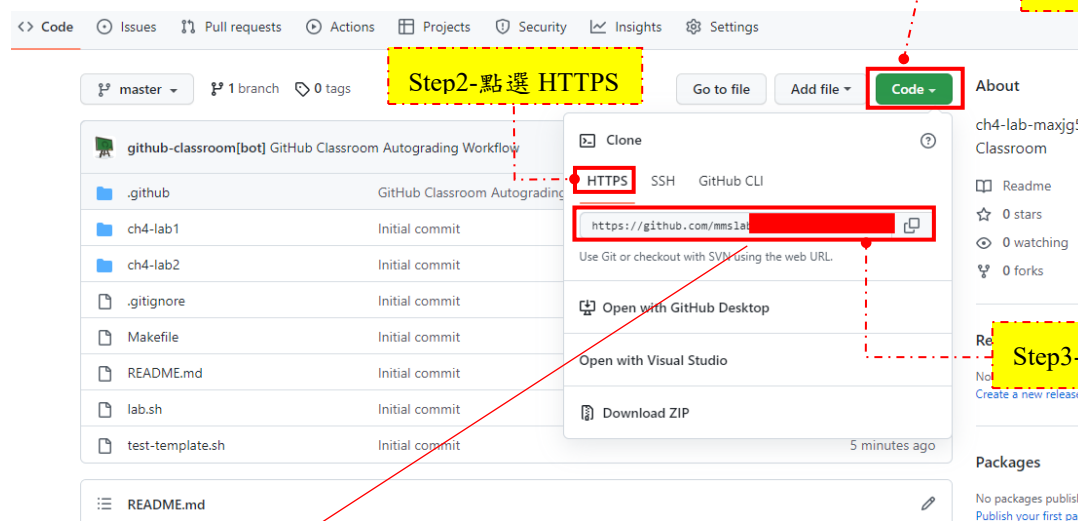 Code Issues Pull requests Actions Projects Security Insights Settings
Step2-點選 HTTPS
master 1 branch 0 tags Go to file Add file Code
About
ch4-lab-maxjg5
Classroom
github-classroom[bot] GitHub Classroom Autograding Workflow
Clone
HTTPS SSH GitHub CLI
https://github.com/mmslab
Use Git or checkout with SVN using the web URL.
Open with GitHub Desktop
Open with Visual Studio
Download ZIP
.github GitHub Classroom Autograding
ch4-lab1 Initial commit
ch4-lab2 Initial commit
.gitignore Initial commit
Makefile Initial commit
README.md Initial commit
lab.sh Initial commit
test-template.sh Initial commit 5 minutes ago
README.md
Readme
0 stars
0 watching
0 forks
Re
Step3-
No
Create a new release
Packages
No packages publish
Publish your first pa